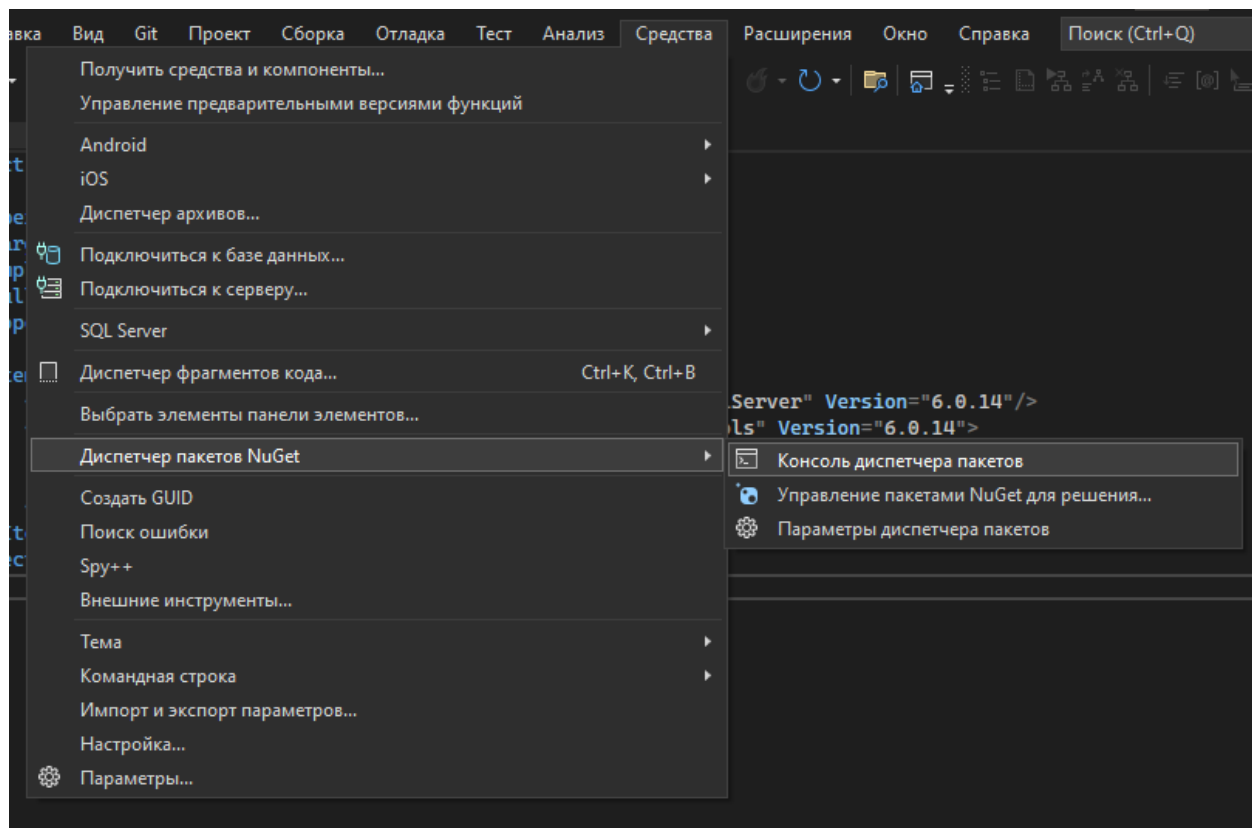 Вид Git Проект Сборка Отладка Тест Анализ Средства Расширения Окно Справка Поиск (Ctrl+Q)
Получить средства и компоненты...
Управление предварительными версиями функций
Android
iOS
Диспетчер архивов...
Подключиться к базе данных...
Подключиться к серверу...
SQL Server
Диспетчер фрагментов кода... Ctrl+K, Ctrl+B
Выбрать элементы панели элементов...
Server" Version="6.0.14"/>
ls" Version="6.0.14">
Диспетчер пакетов NuGet
Консоль диспетчера пакетов
Управление пакетами NuGet для решения...
Параметры диспетчера пакетов
Создать GUID
Поиск ошибки
Spy++
Внешние инструменты...
Тема
Командная строка
Импорт и экспорт параметров...
Настройка...
Параметры...